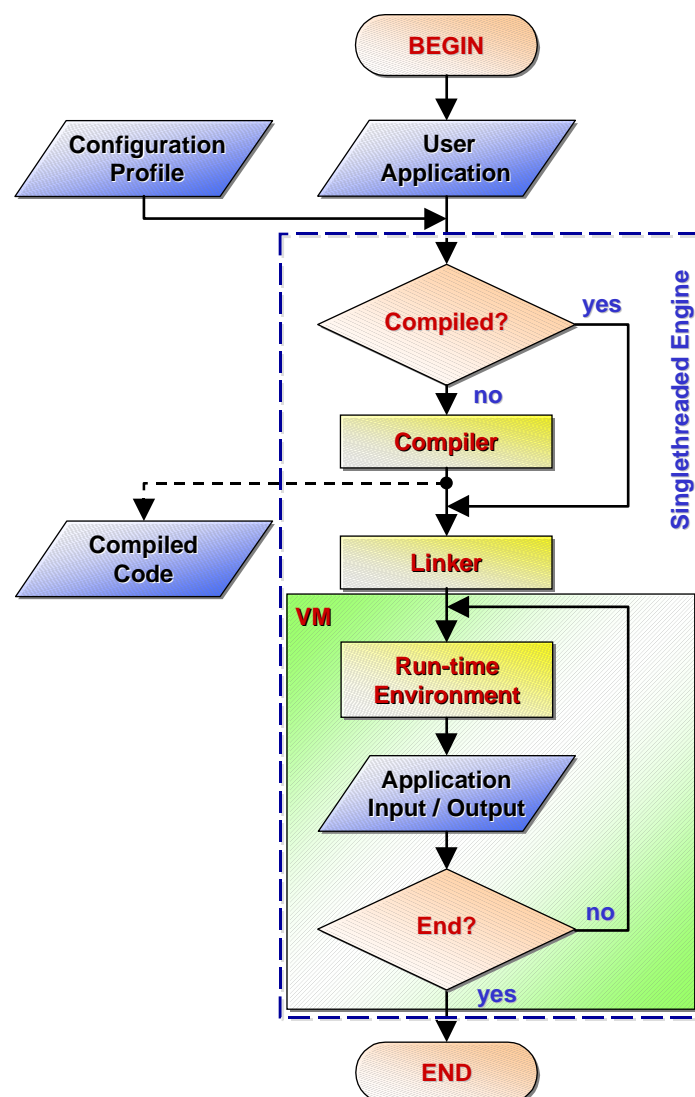 BEGIN
Configuration
Profile
User
Application
Compiled?
yes
no
Singlethreaded Engine
Compiler
Compiled
Code
Linker
VM
Run-time
Environment
Application
Input / Output
End?
no
yes
END